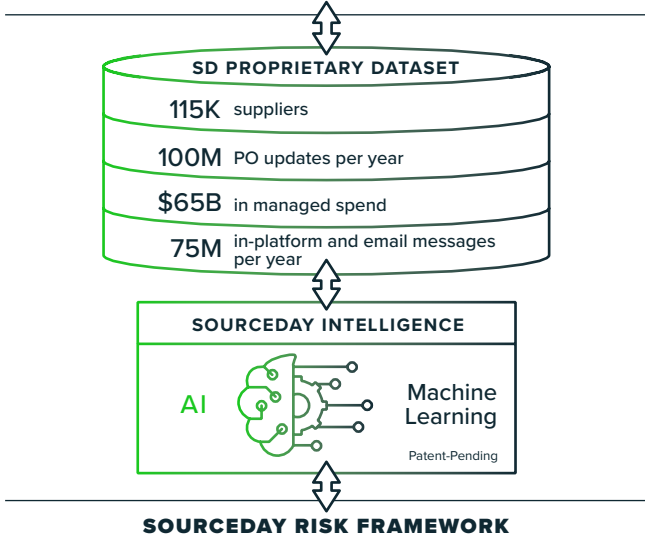 SD PROPRIETARY DATASET
115K suppliers
100M PO updates per year
$65B in managed spend
75M in-platform and email messages
per year
SOURCEDAY INTELLIGENCE
AI
Machine
Learning
Patent-Pending
SOURCEDAY RISK FRAMEWORK